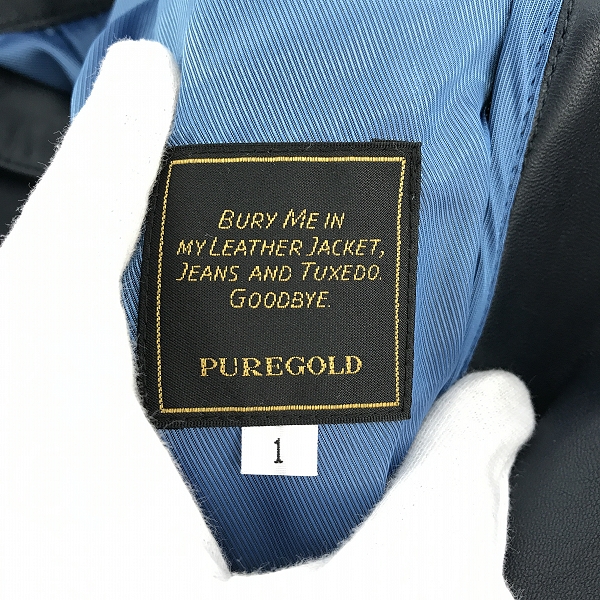 BURY ME IN
MY LEATHER JACKET,
JEANS AND TUXEDO.
GOODBYE.
PUREGOLD
1